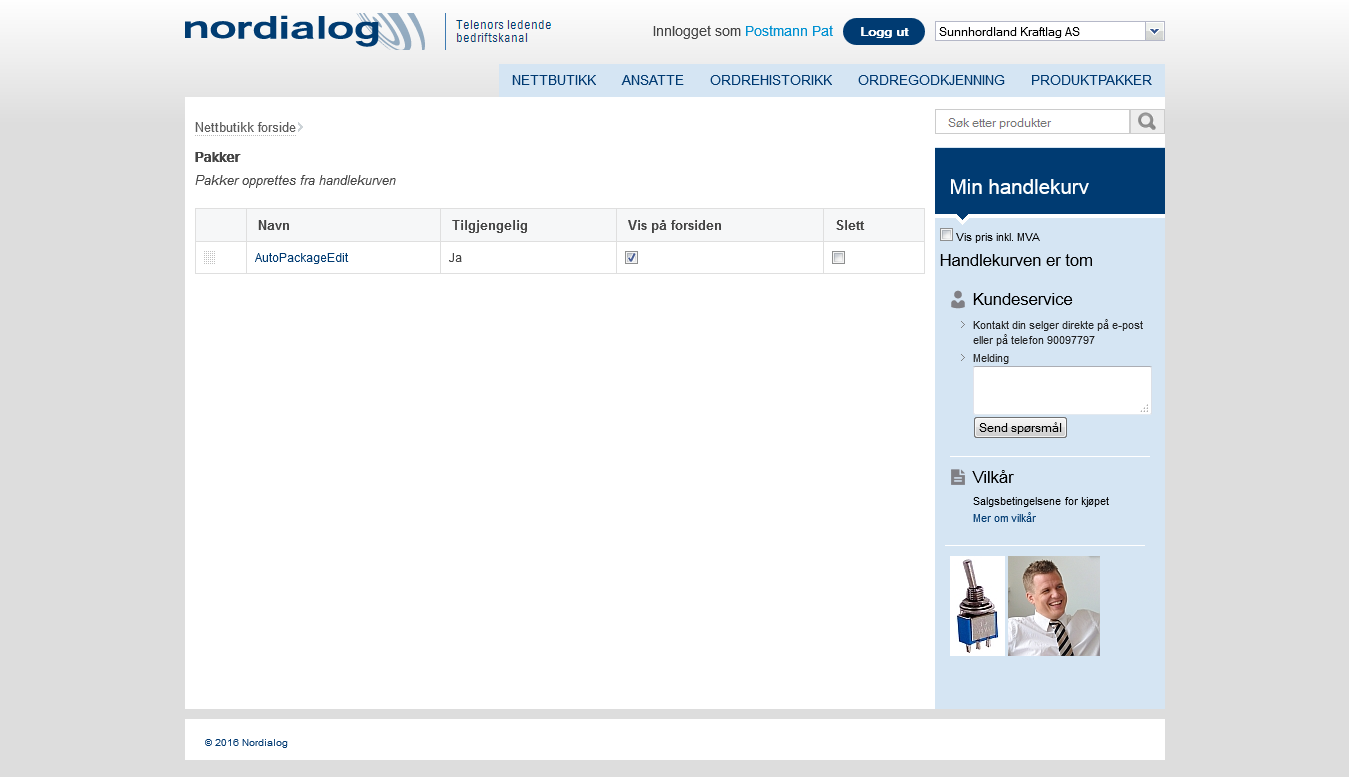 nordialog
Telenors ledende
bedriftskanal
Innlogget som Postmann Pat
Logg ut
Sunnhordland Kraftlag AS
NETTBUTIKK ANSATTE ORDREHISTORIKK ORDREGODKJENNING PRODUKTPAKKER
Nettbutikk forside
Pakker
Pakker opprettes fra handlekurven
Navn Tilgjengelig Vis på forsiden Slett
AutoPackageEdit Ja
Søk etter produkter
Min handlekurv
Vis pris inkl. MVA
Handlekurven er tom
Kundeservice
Kontakt din selger direkte på e-post
eller på telefon 90097797
Melding
Send spørsmål
Vilkår
Salgsbetingelsene for kjøpet
Mer om vilkår
© 2016 Nordialog